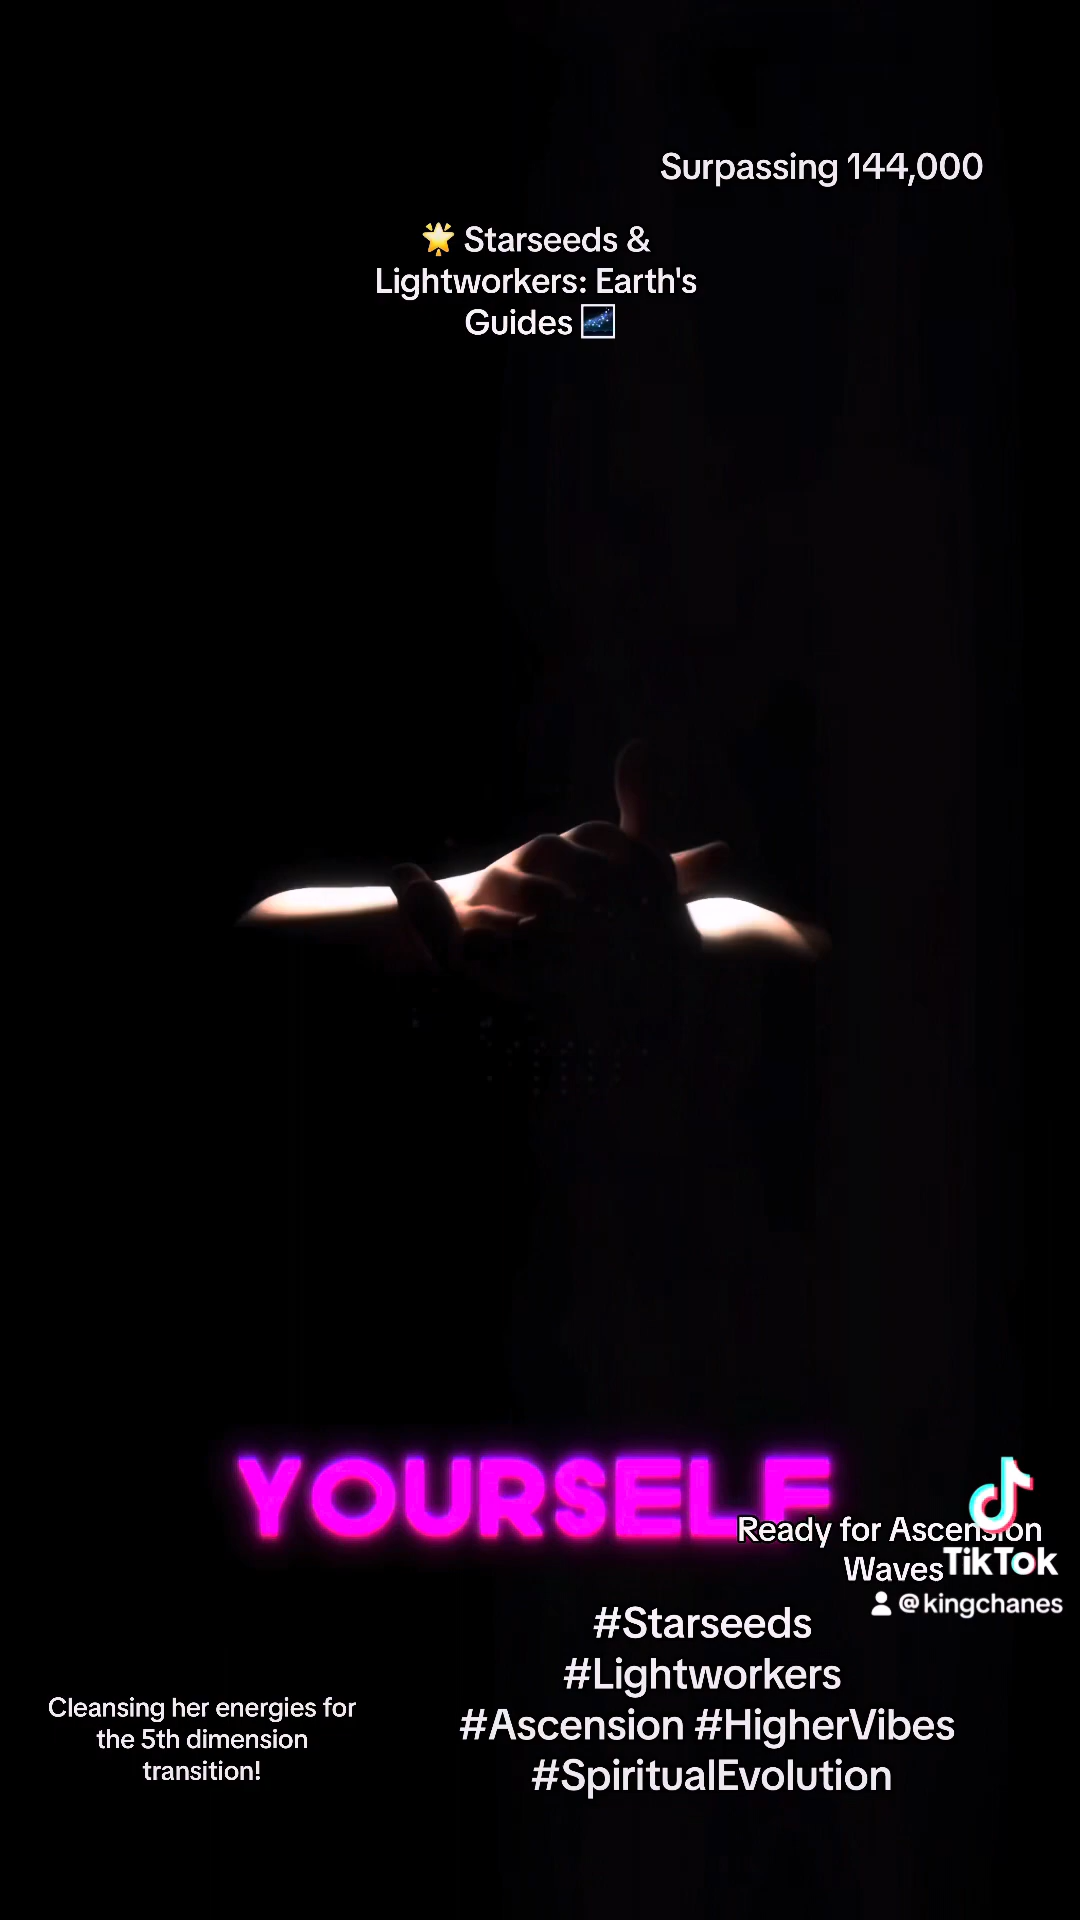 Surpassing 144,000
🌟 Starseeds &
Lightworkers: Earth's
Guides 🌌
YOURSELF
Ready for Ascension
Waves
TikTok
@kingchanes
#Starseeds
#Lightworkers
#Ascension #HigherVibes
#SpiritualEvolution
Cleansing her energies for
the 5th dimension
transition!